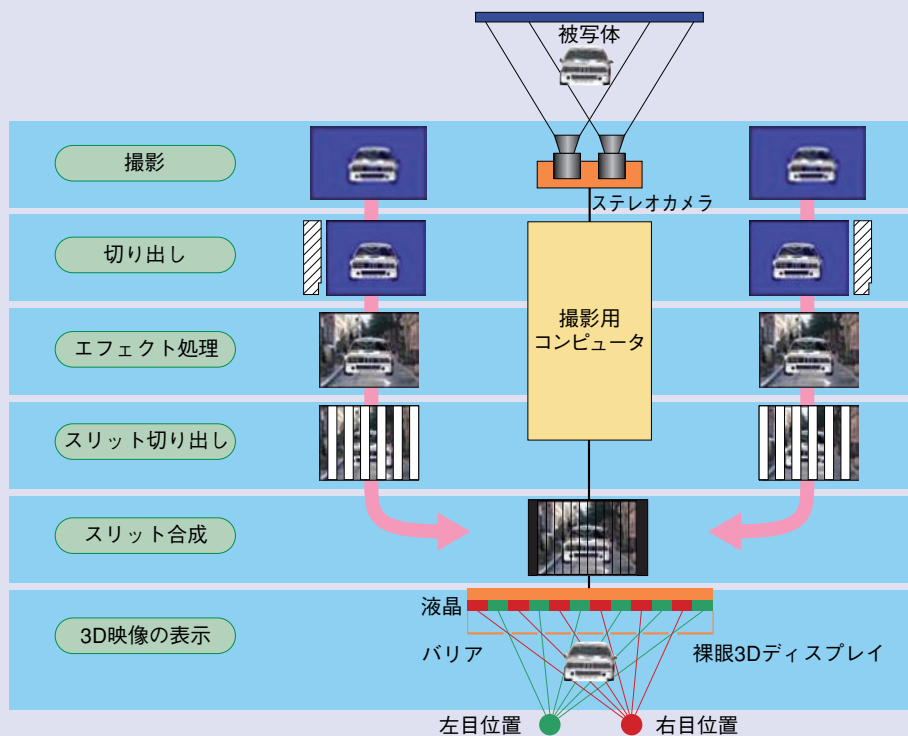 被写体
撮影
ステレオカメラ
切り出し
撮影用
コンピュータ
エフェクト処理
スリット切り出し
スリット合成
液晶
3D映像の表示
バリア
裸眼3Dディスプレイ
左目位置
右目位置